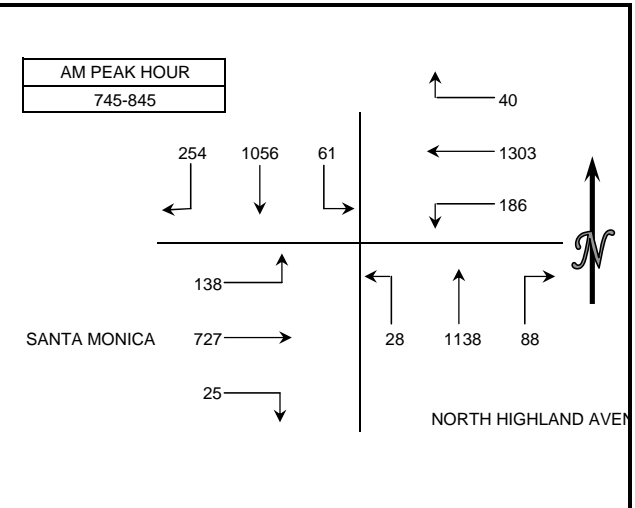 AM PEAK HOUR
745-845
40
254 1056 61 1303
186
138
SANTA MONICA 727 28 1138 88
25
NORTH HIGHLAND AVEN
N